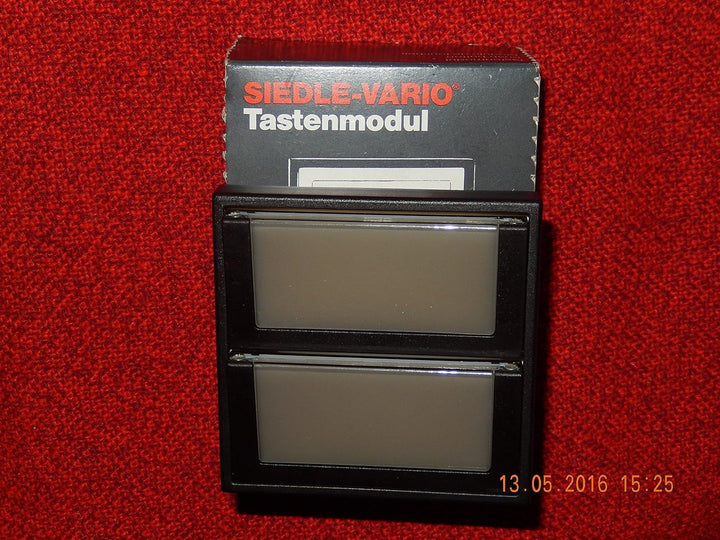 SIEDLE-VARIO®
Tastenmodul
13.05.2016 15:25